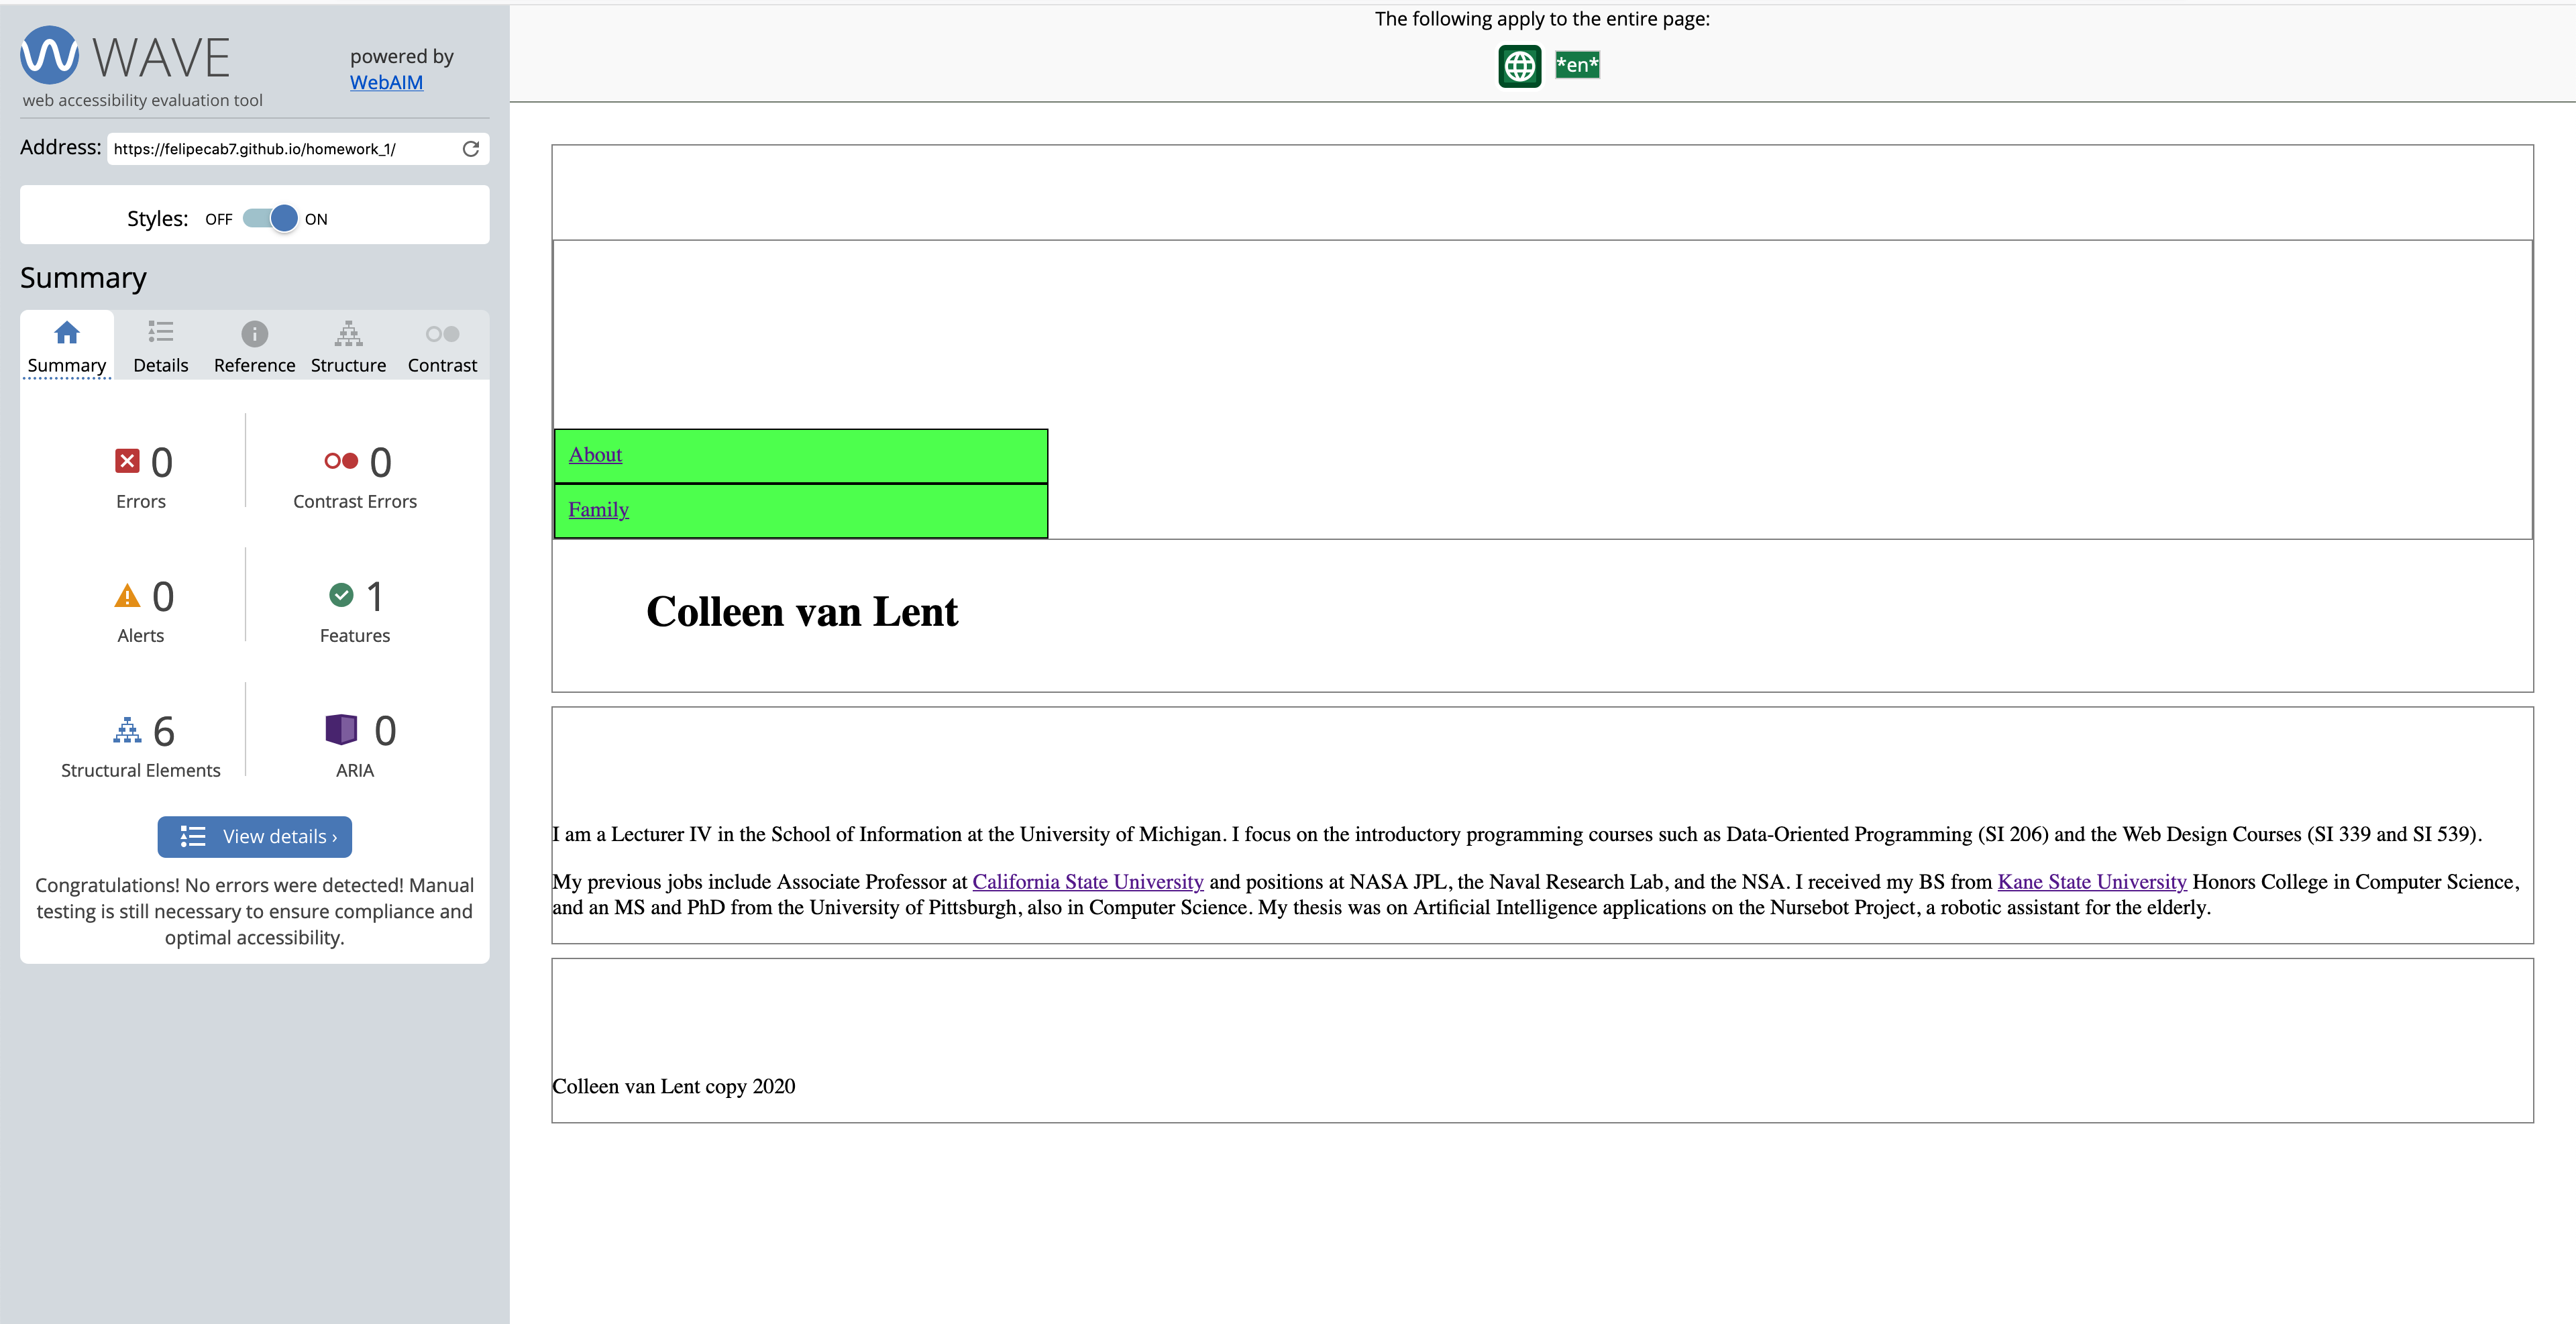 WAVE
powered by
WebAIM
web accessibility evaluation tool
Address: https://felipecab7.github.io/homework_1/
Styles: OFF ON
Summary
Summary Details Reference Structure Contrast
0 0
Errors Contrast Errors
0 1
Alerts Features
6 0
Structural Elements ARIA
View details ›
Congratulations! No errors were detected! Manual
testing is still necessary to ensure compliance and
optimal accessibility.
The following apply to the entire page:
*en*
About
Family
Colleen van Lent
I am a Lecturer IV in the School of Information at the University of Michigan. I focus on the introductory programming courses such as Data-Oriented Programming (SI 206) and the Web Design Courses (SI 339 and SI 539).
My previous jobs include Associate Professor at California State University and positions at NASA JPL, the Naval Research Lab, and the NSA. I received my BS from Kane State University Honors College in Computer Science,
and an MS and PhD from the University of Pittsburgh, also in Computer Science. My thesis was on Artificial Intelligence applications on the Nursebot Project, a robotic assistant for the elderly.
Colleen van Lent copy 2020